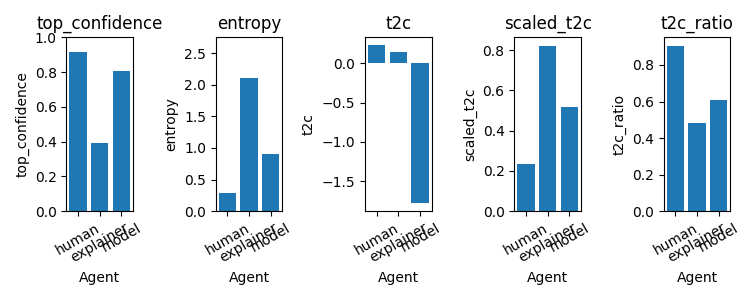 top_confidence
entropy
t2c
scaled_t2c
t2c_ratio
top_confidence
1.0
0.8
0.6
0.4
0.2
0.0
human
explainer
model
Agent
entropy
2.5
2.0
1.5
1.0
0.5
0.0
human
explainer
model
Agent
t2c
0.0
−0.5
−1.0
−1.5
human
explainer
model
Agent
scaled_t2c
0.8
0.6
0.4
0.2
0.0
human
explainer
model
Agent
t2c_ratio
0.8
0.6
0.4
0.2
0.0
human
explainer
model
Agent